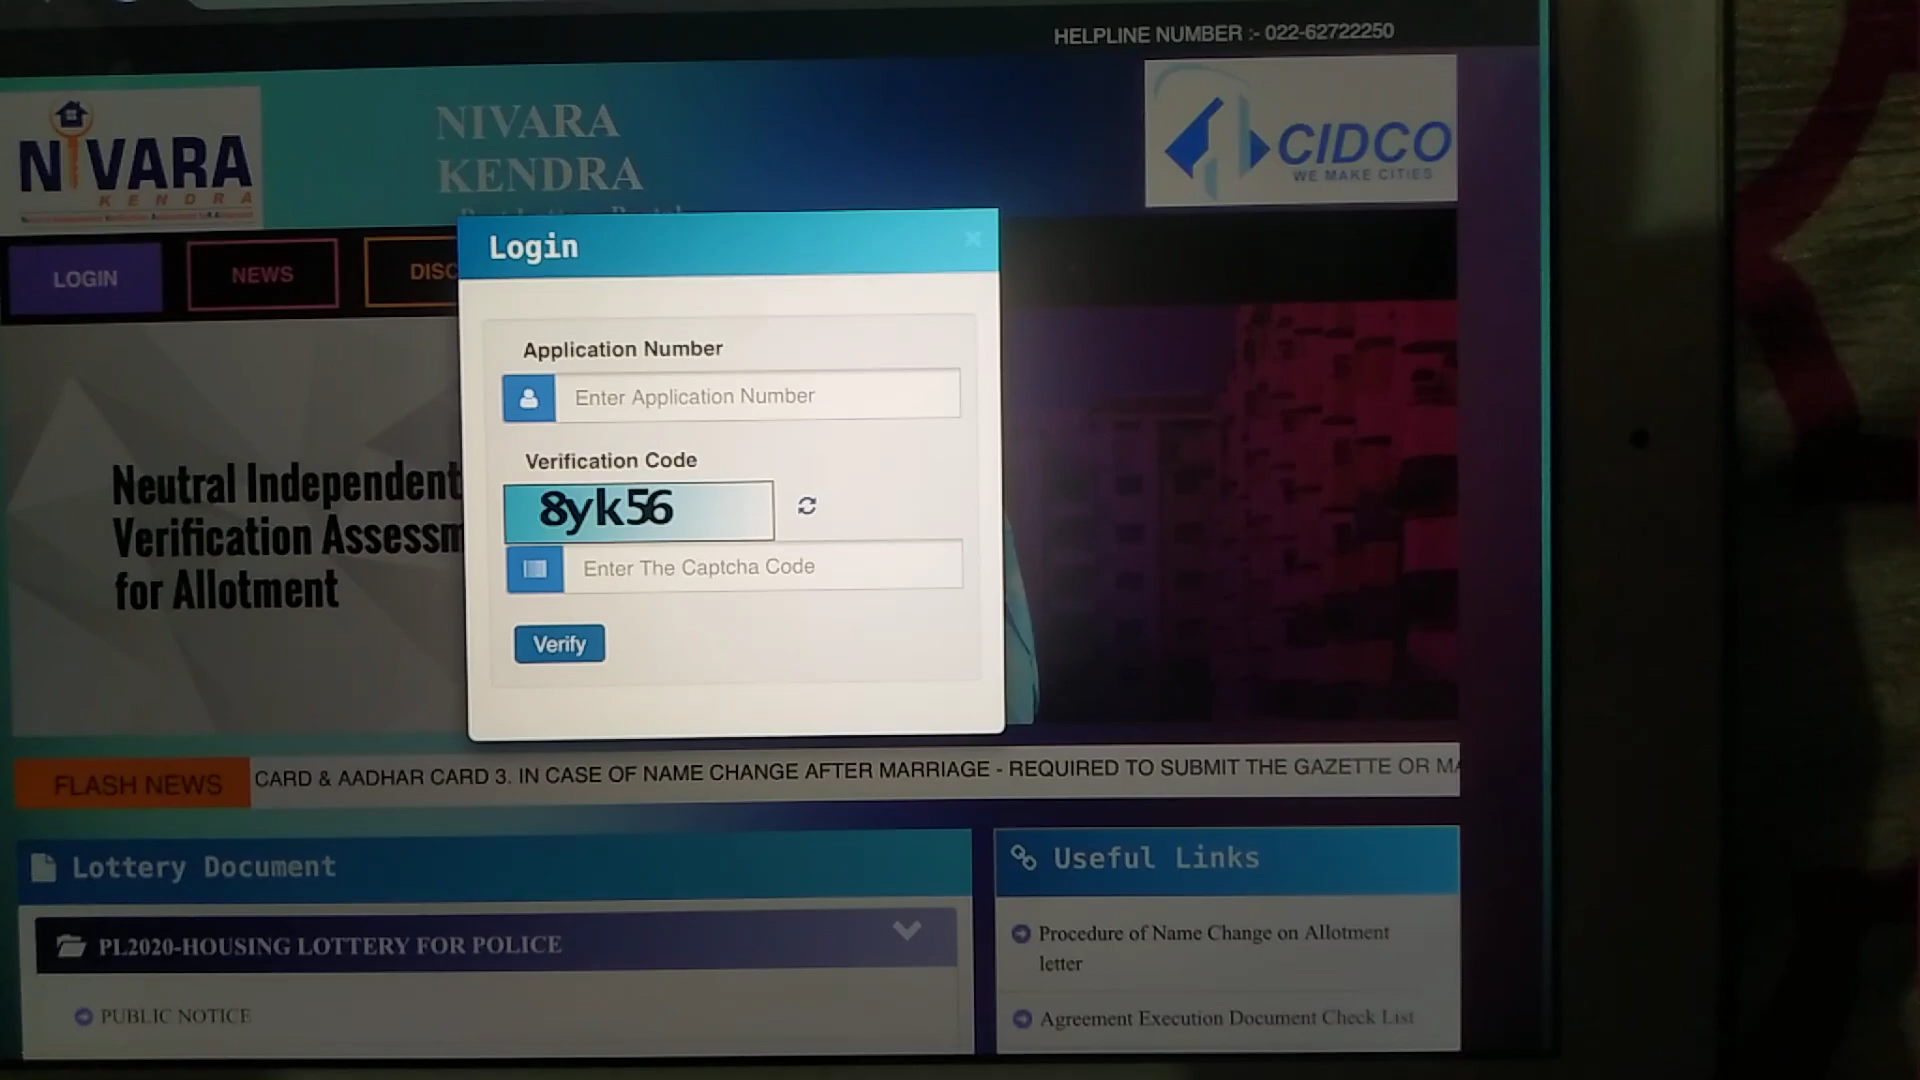 HELPLINE NUMBER :- 022-62722250
NIVARA
KENDRA
NIVARA
KENDRA
CIDCO
WE MAKE CITIES
LOGIN
NEWS
DISC
Login
Application Number
Enter Application Number
Verification Code
8yk56
Enter The Captcha Code
Verify
Neutral Independent
Verification Assessm
for Allotment
FLASH NEWS
CARD & AADHAR CARD 3. IN CASE OF NAME CHANGE AFTER MARRIAGE - REQUIRED TO SUBMIT THE GAZETTE OR MA
Lottery Document
PL2020-HOUSING LOTTERY FOR POLICE
PUBLIC NOTICE
Useful Links
Procedure of Name Change on Allotment
letter
Agreement Execution Document Check List